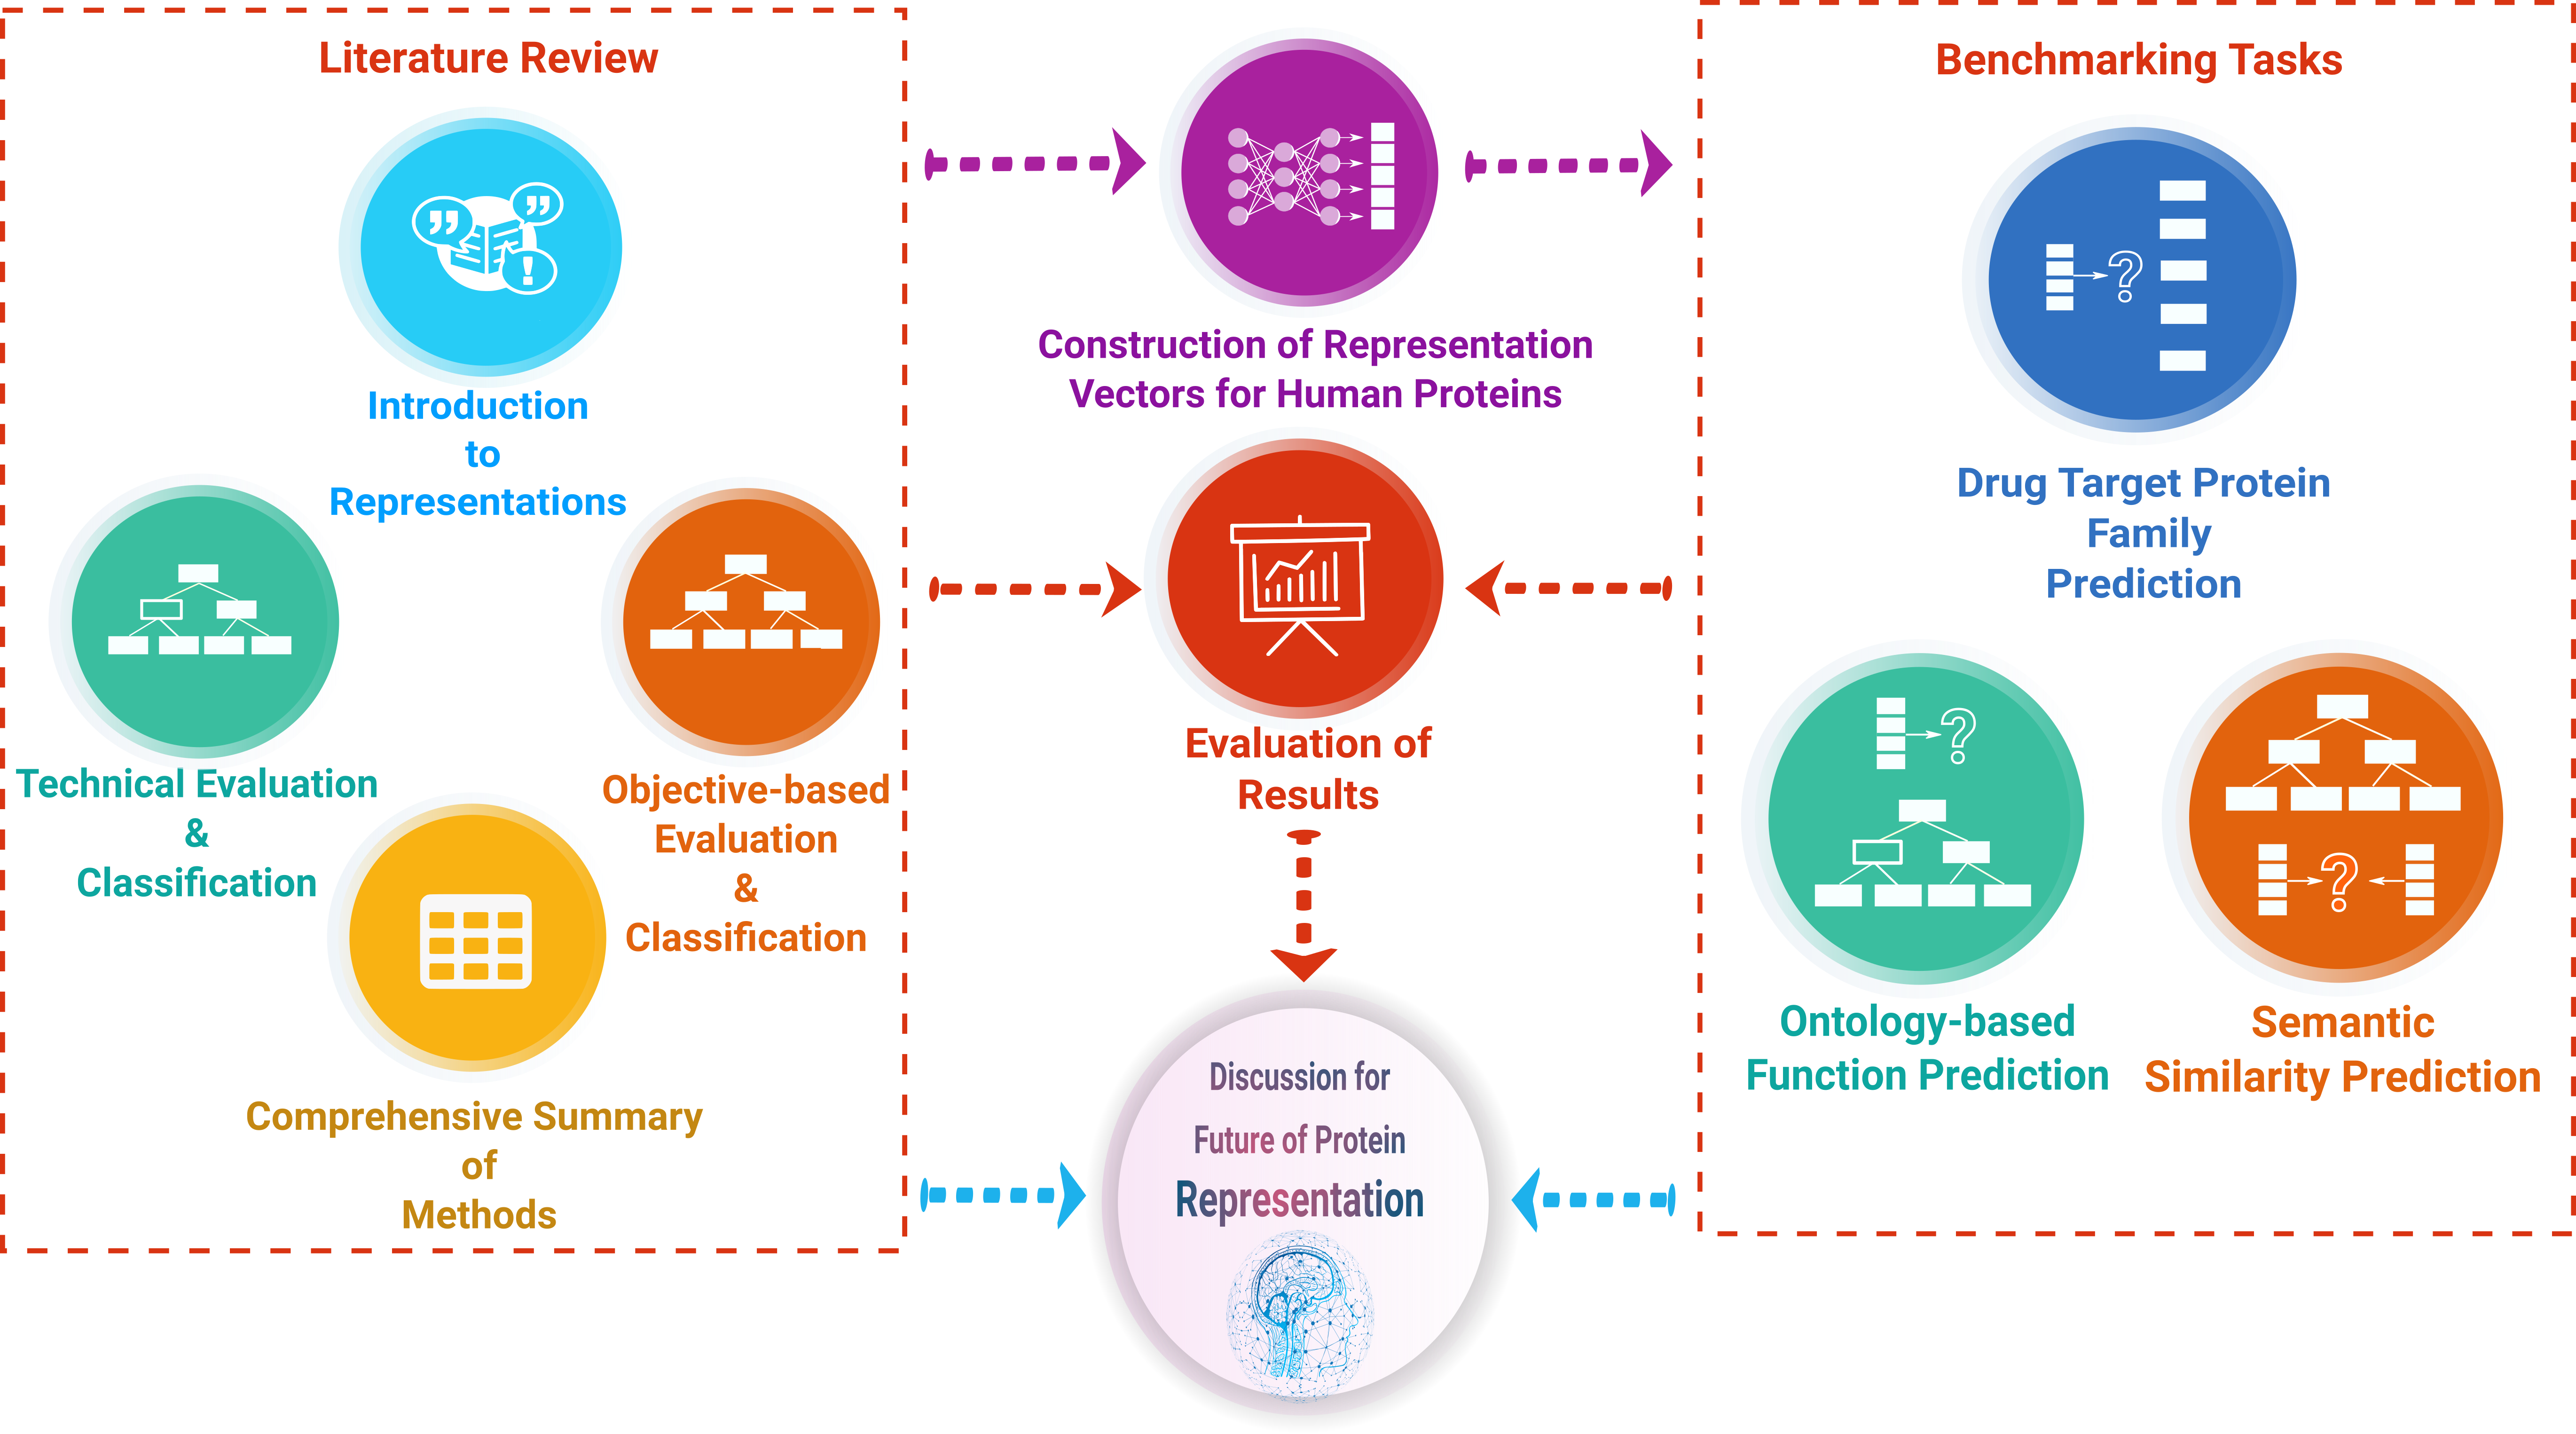 Literature Review
Introduction
to
Representations
Technical Evaluation
&
Classification
Objective-based
Evaluation
&
Classification
Comprehensive Summary
of
Methods
Construction of Representation
Vectors for Human Proteins
Evaluation of
Results
Discussion for
Future of Protein
Representation
Benchmarking Tasks
Drug Target Protein
Family
Prediction
Ontology-based
Function Prediction
Semantic
Similarity Prediction